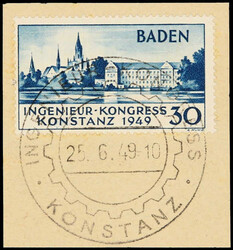 BADEN
INGENIEUR-KONGRESS
KONSTANZ 1949
30
25.6.49-10
KONSTANZ